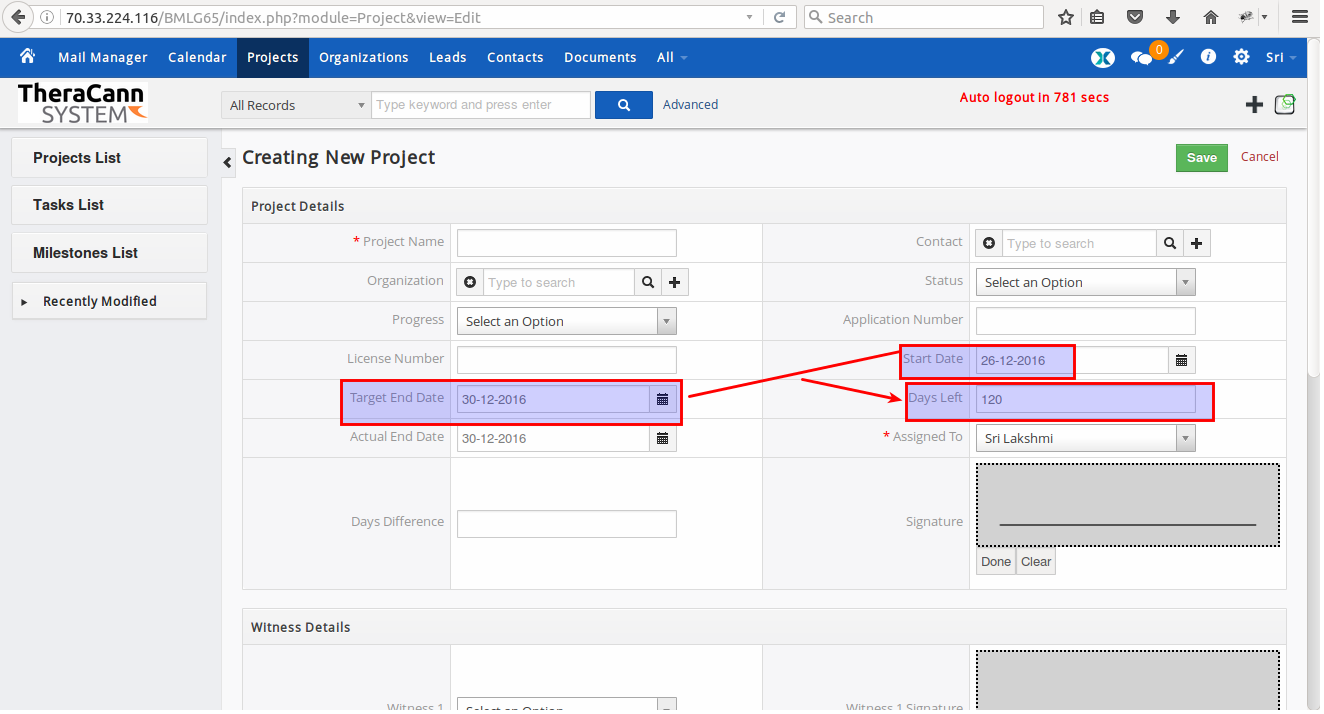 70.33.224.116/BMLG65/index.php?module=Project&view=Edit
Search
Mail Manager Calendar Projects Organizations Leads Contacts Documents All 0 Sri
TheraCann
SYSTEM
All Records Type keyword and press enter Advanced
Auto logout in 781 secs
Projects List
Tasks List
Milestones List
Recently Modified
Creating New Project
Save Cancel
Project Details
* Project Name
Contact Type to search
Organization Type to search
Status Select an Option
Progress Select an Option
Application Number
License Number
Start Date 26-12-2016
Target End Date 30-12-2016
Days Left 120
Actual End Date 30-12-2016
* Assigned To Sri Lakshmi
Days Difference
Signature
Done Clear
Witness Details
Witness 1 Select an Option
Witness 1 Signature